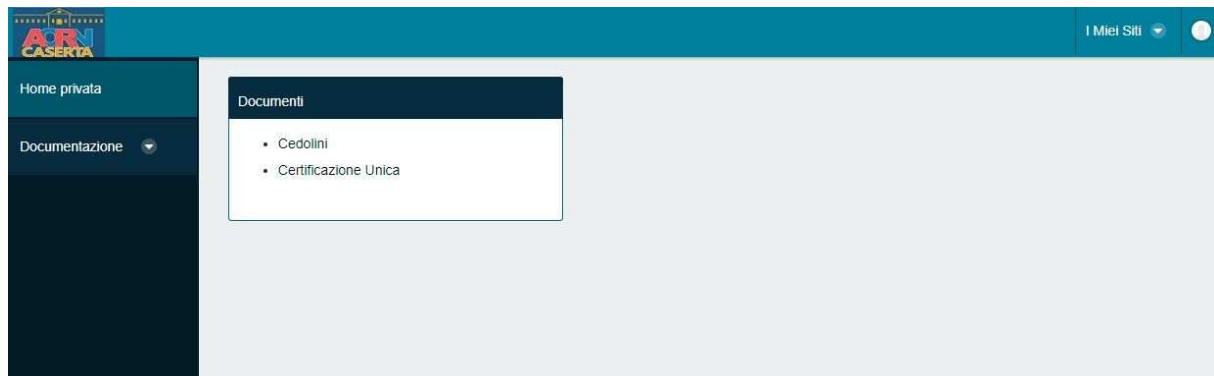 AORN
CASERTA
I Miei Siti
Home privata
Documentazione
Documenti
Cedolini
Certificazione Unica